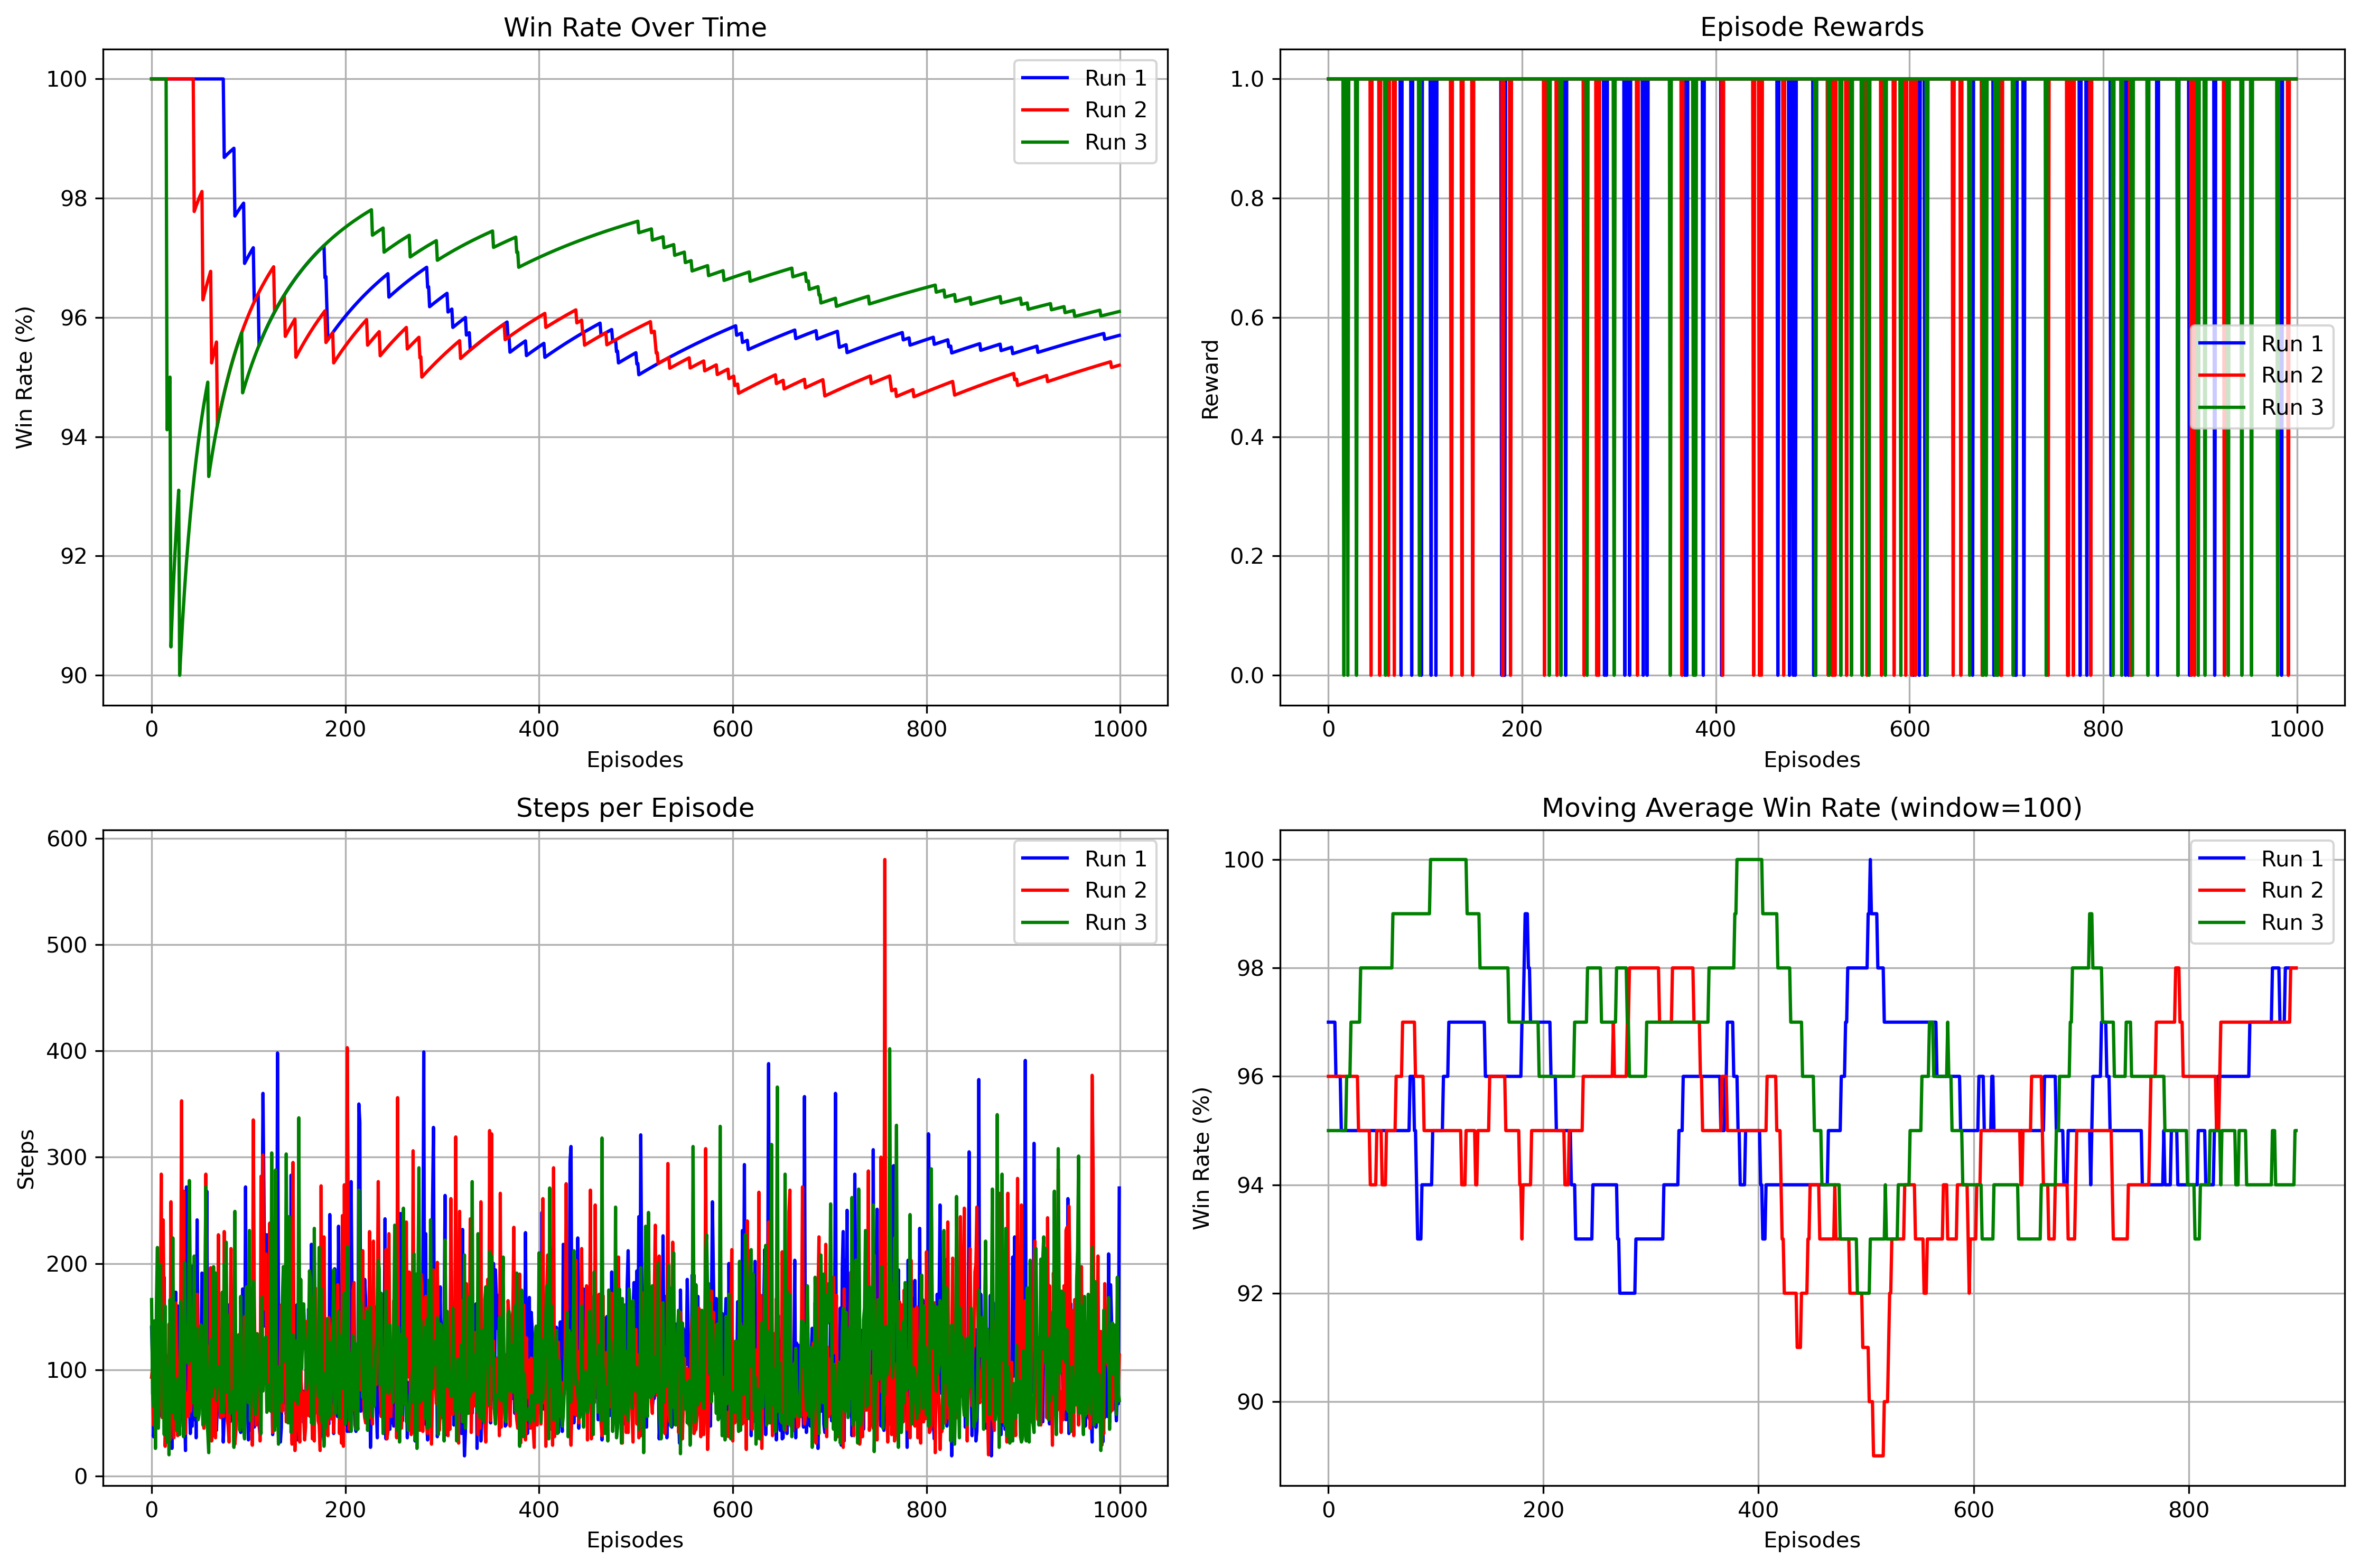 Win Rate Over Time
Win Rate (%)
100
98
96
94
92
90
0 200 400 600 800 1000
Episodes
Run 1
Run 2
Run 3
Episode Rewards
Reward
1.0
0.8
0.6
0.4
0.2
0.0
0 200 400 600 800 1000
Episodes
Run 1
Run 2
Run 3
Steps per Episode
Steps
600
500
400
300
200
100
0
0 200 400 600 800 1000
Episodes
Run 1
Run 2
Run 3
Moving Average Win Rate (window=100)
Win Rate (%)
100
98
96
94
92
90
0 200 400 600 800
Episodes
Run 1
Run 2
Run 3